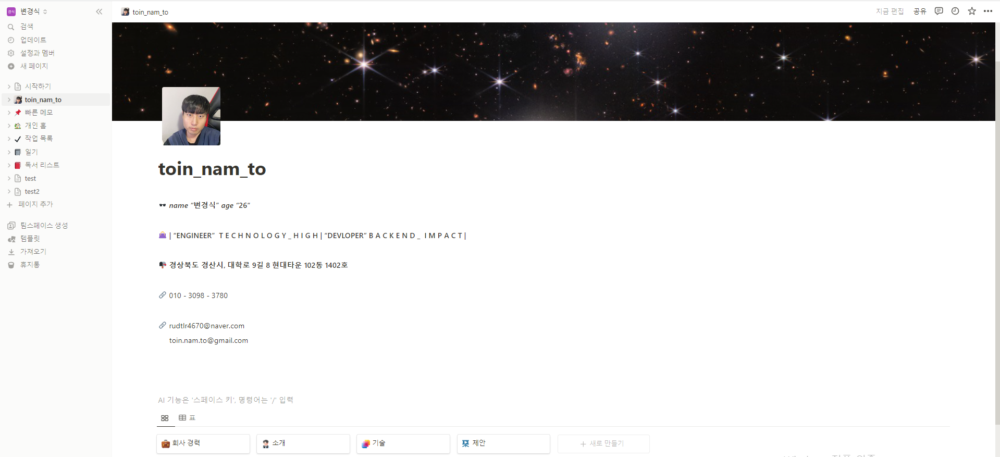 경식 변경식
검색
업데이트
설정과 멤버
새 페이지
시작하기
toin_nam_to
빠른 메모
개인 홈
작업 목록
일기
독서 리스트
test
test2
페이지 추가
팀스페이스 생성
템플릿
가져오기
휴지통
toin_nam_to
지금 편집 공유
toin_nam_to
name “변경식” age “26“
| “ENGINEER” T E C H N O L O G Y _ H I G H | “DEVLOPER” B A C K E N D _ I M P A C T |
경상북도 경산시, 대학로 9길 8 현대타운 102동 1402호
010 - 3098 - 3780
rudtlr4670@naver.com
toin.nam.to@gmail.com
AI 기능은 '스페이스 키', 명령어는 '/' 입력
표
회사 경력
소개
기술
제안
새로 만들기